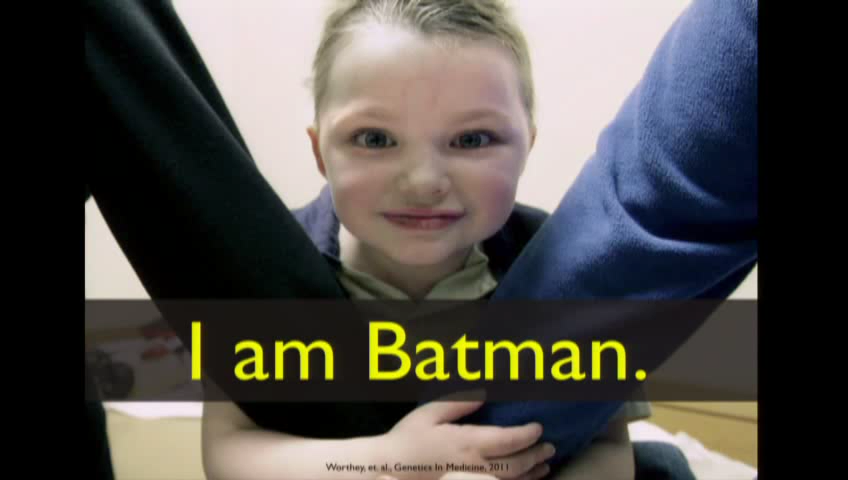 I am Batman.
Worthey, et. al., Genetics In Medicine, 2011